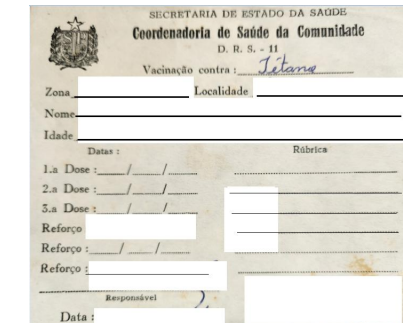 SECRETARIA DE ESTADO DA SAÚDE
Coordenadoria de Saúde da Comunidade
D. R. S. - 11
Vacinação contra : Tétano
Zona Localidade
Nome
Idade
Datas : Rúbrica
1.a Dose : / /
2.a Dose : / /
3.a Dose : / /
Reforço
Reforço : / /
Reforço :
Responsável
Data :